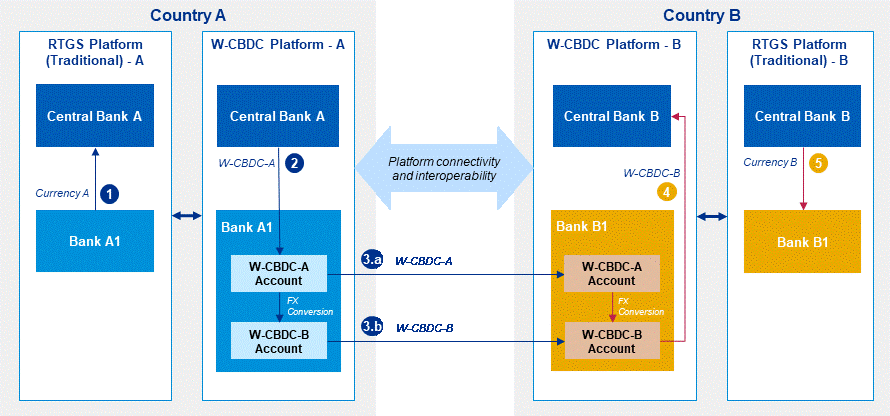 Country A
Country B
RTGS Platform
(Traditional) - A
W-CBDC Platform - A
W-CBDC Platform - B
RTGS Platform
(Traditional) - B
Central Bank A
Central Bank A
Central Bank B
Central Bank B
Platform connectivity
and interoperability
W-CBDC-A
2
Currency B
5
Currency A
1
W-CBDC-B
4
Bank A1
Bank A1
Bank B1
Bank B1
W-CBDC-A
Account
3.a
W-CBDC-A
W-CBDC-A
Account
FX
Conversion
FX
Conversion
W-CBDC-B
Account
3.b
W-CBDC-B
W-CBDC-B
Account